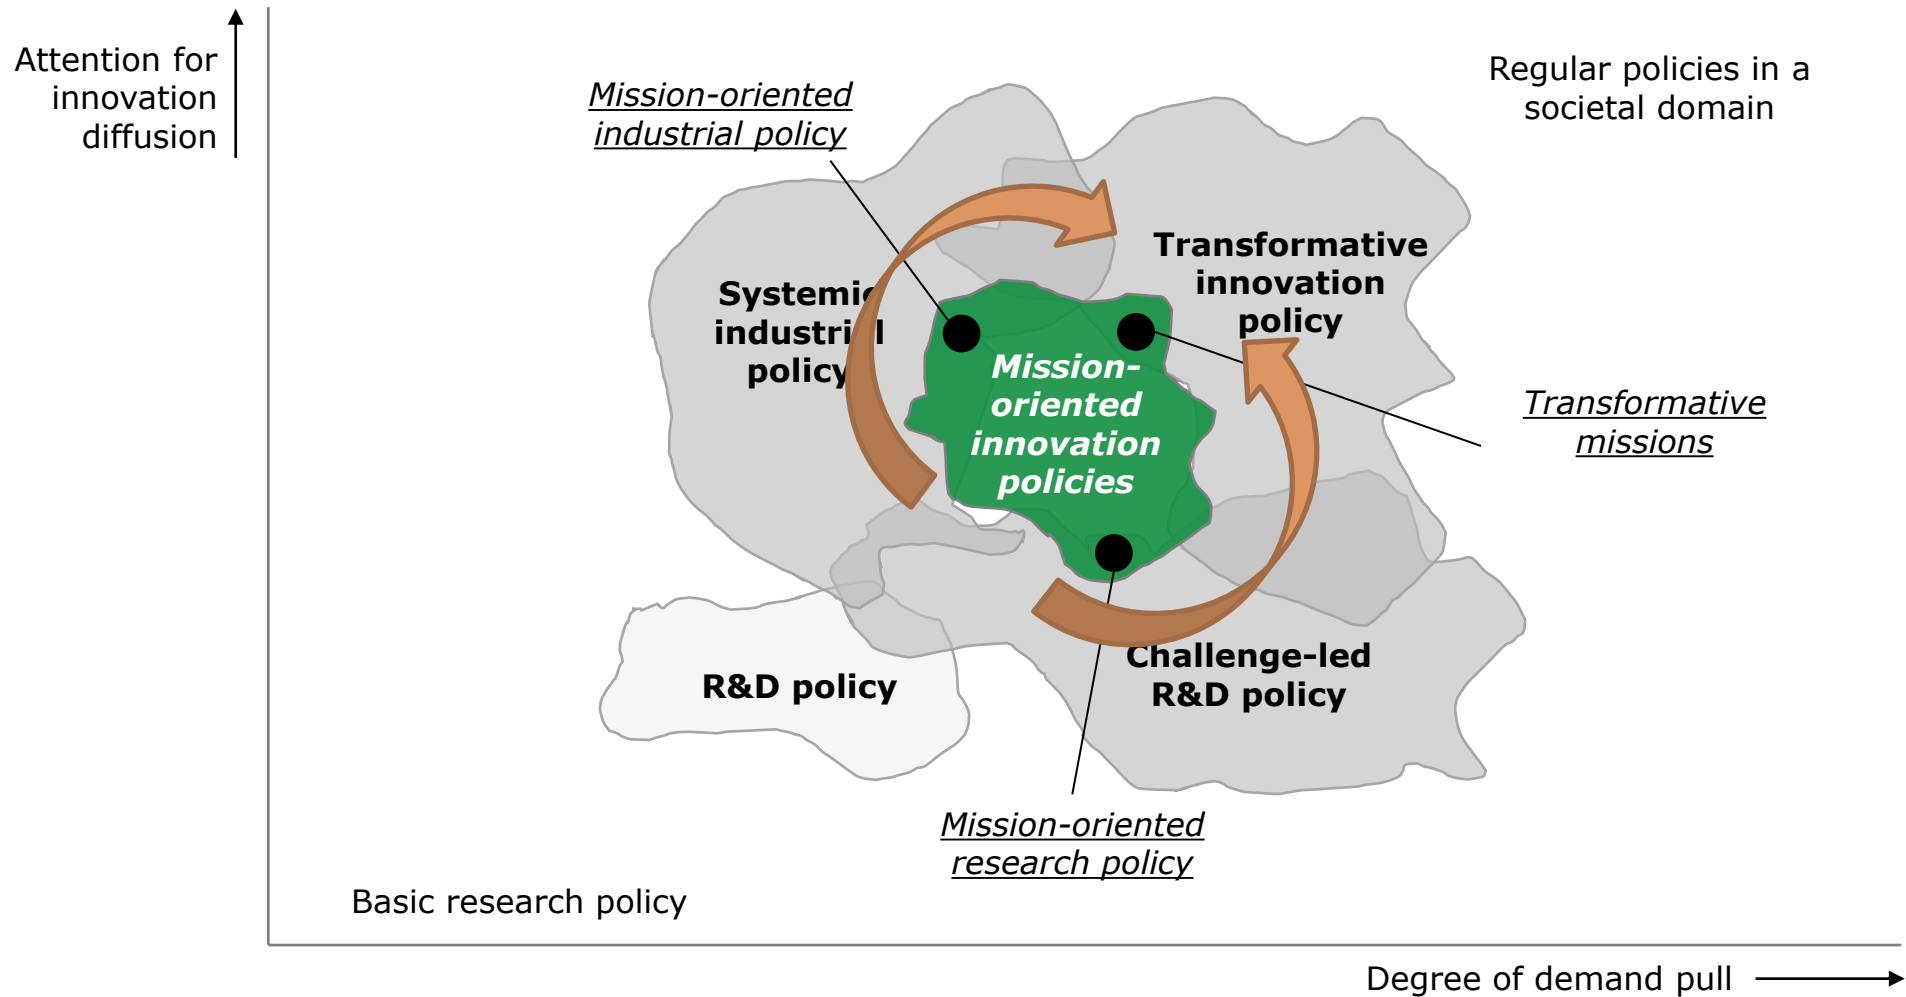 Attention for
innovation
diffusion
Mission-oriented
industrial policy
Regular policies in a
societal domain
Transformative
innovation
policy
Systemic
industrial
policy
Mission-
oriented
innovation
policies
Transformative
missions
Challenge-led
R&D policy
R&D policy
Mission-oriented
research policy
Basic research policy
Degree of demand pull